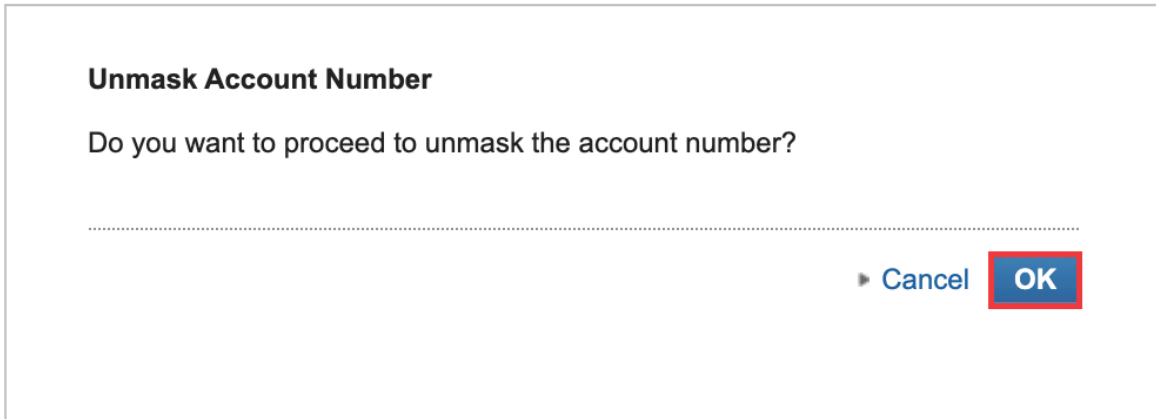 Unmask Account Number
Do you want to proceed to unmask the account number?
Cancel OK